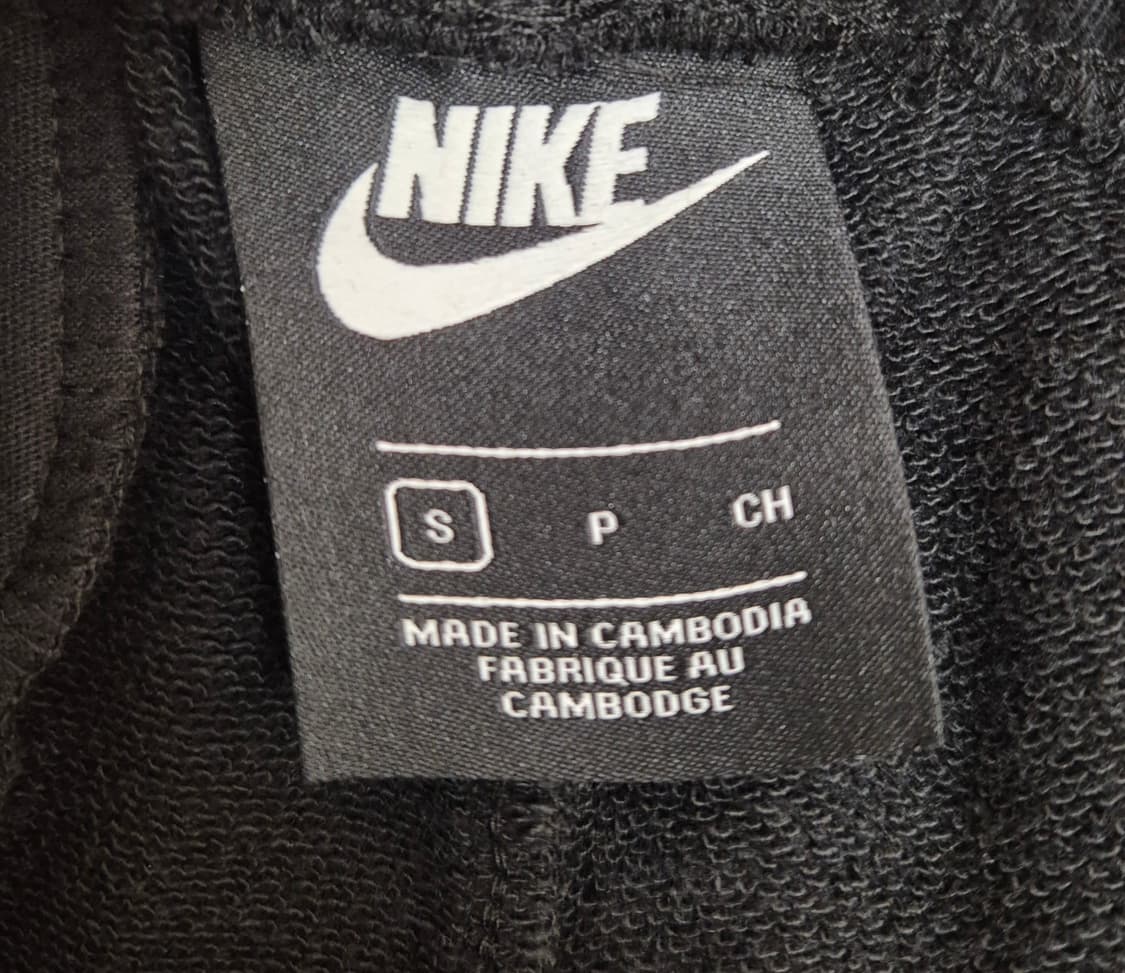 NIKE
S P CH
MADE IN CAMBODIA
FABRIQUE AU
CAMBODGE